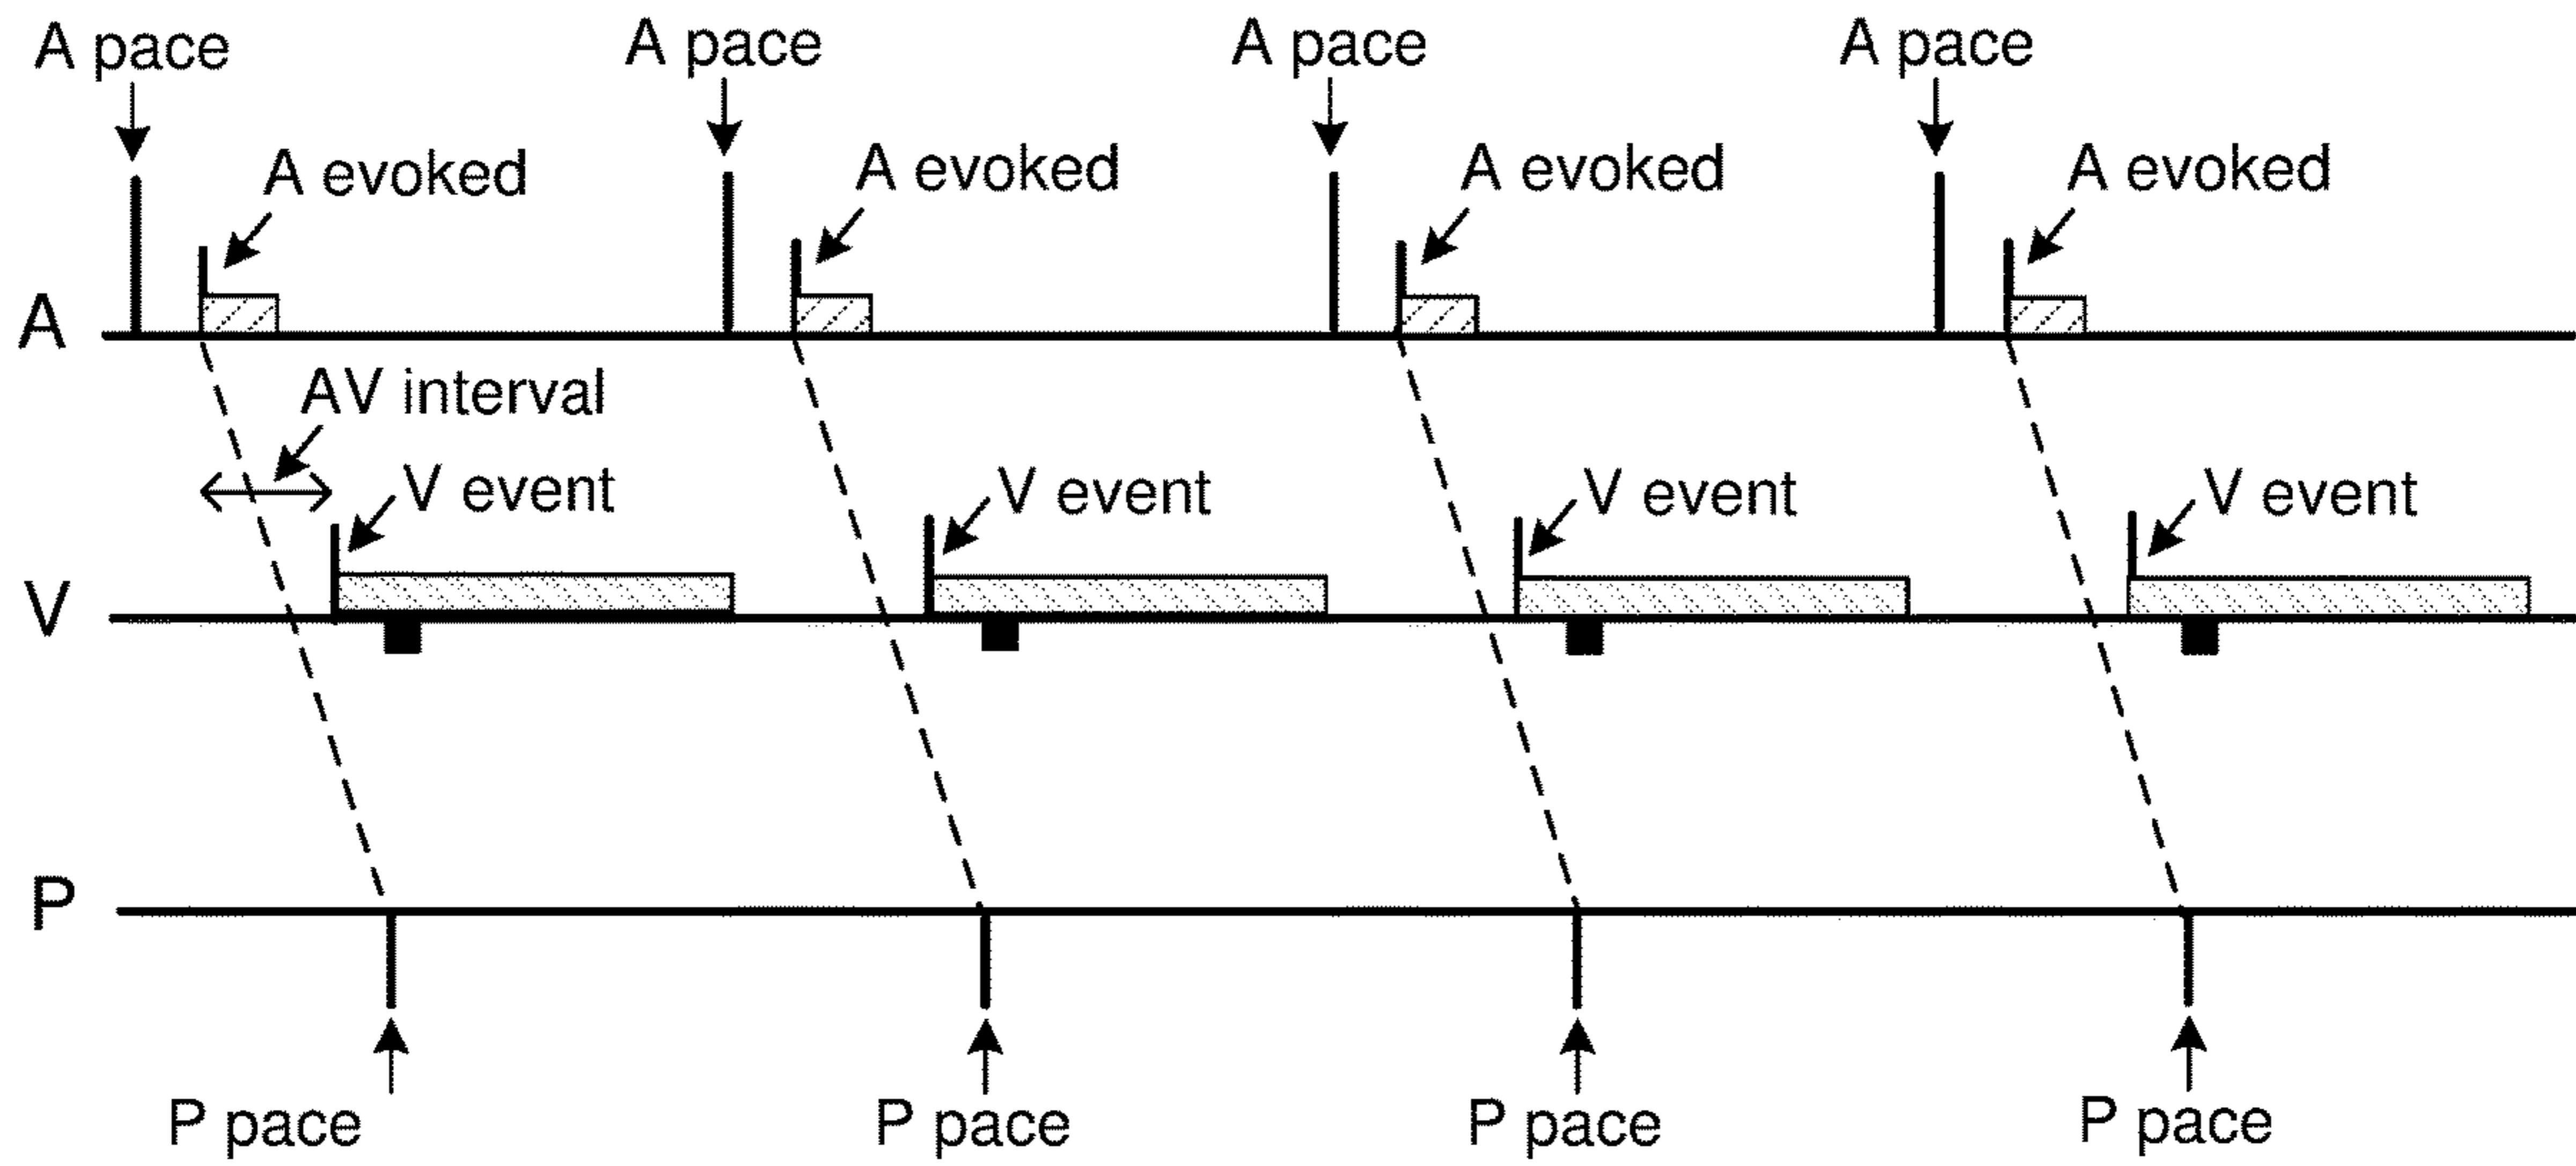 A pace A pace A pace A pace
A evoked A evoked A evoked A evoked
A
AV interval
V event V event V event V event
V
P
P pace P pace P pace P pace